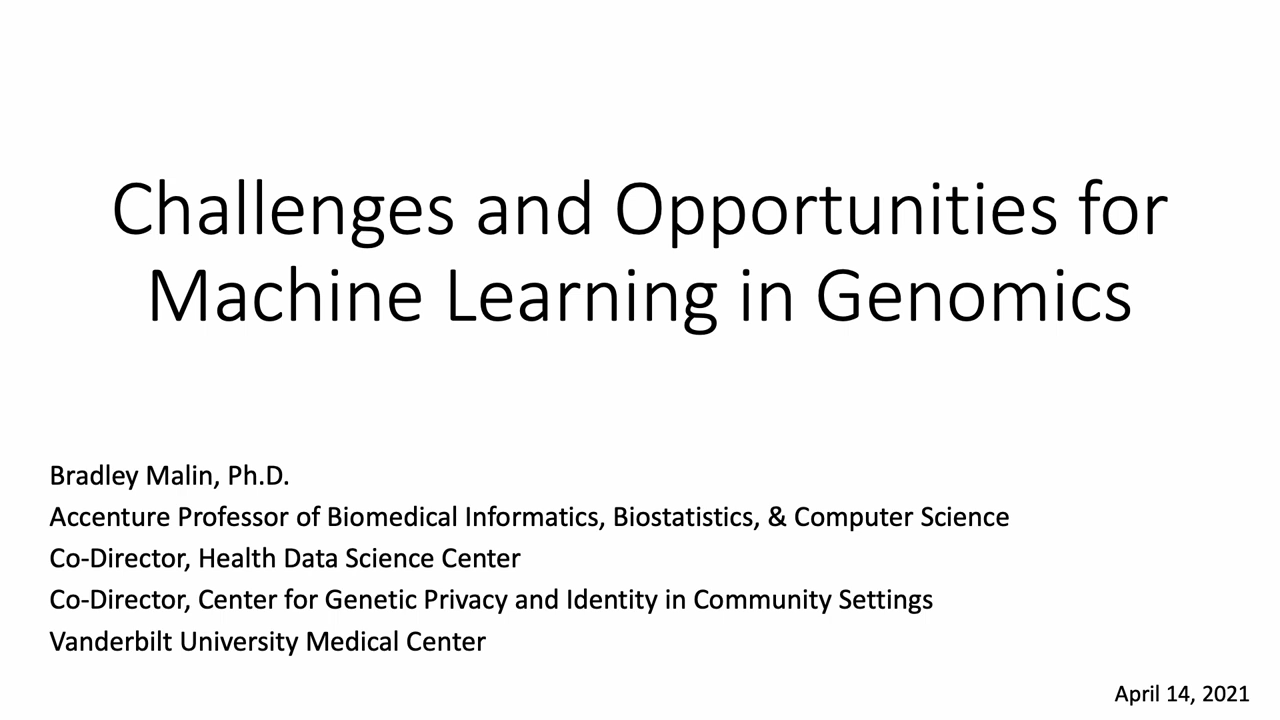 Challenges and Opportunities for
Machine Learning in Genomics
Bradley Malin, Ph.D.
Accenture Professor of Biomedical Informatics, Biostatistics, & Computer Science
Co-Director, Health Data Science Center
Co-Director, Center for Genetic Privacy and Identity in Community Settings
Vanderbilt University Medical Center
April 14, 2021